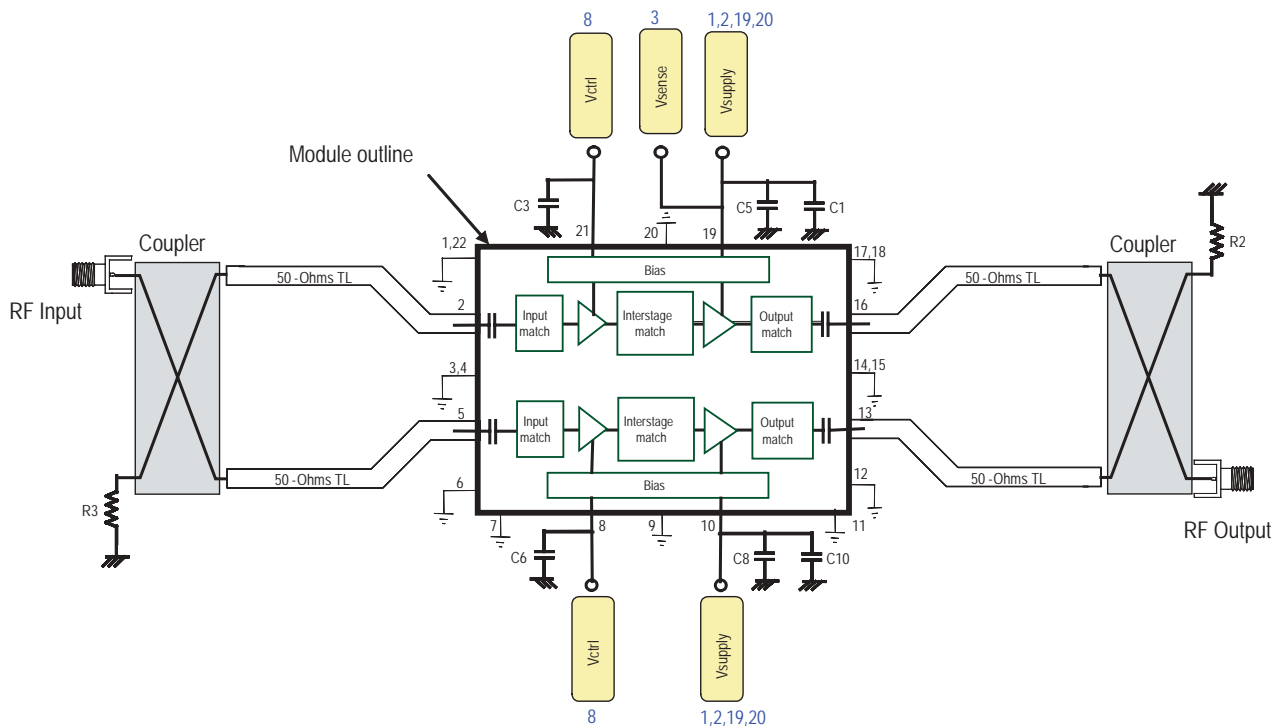 8
3
1,2,19,20
Vctrl
Vsense
Vsupply
Module outline
C3
C5
C1
21
20
19
1,22
17,18
R2
Coupler
Coupler
Bias
50 -Ohms TL
50 -Ohms TL
RF Input
2
16
Input
match
Interstage
match
Output
match
3,4
14,15
5
13
Input
match
Interstage
match
Output
match
50 -Ohms TL
50 -Ohms TL
Bias
6
12
R3
7
8
9
10
11
RF Output
C6
C8
C10
Vctrl
Vsupply
8
1,2,19,20